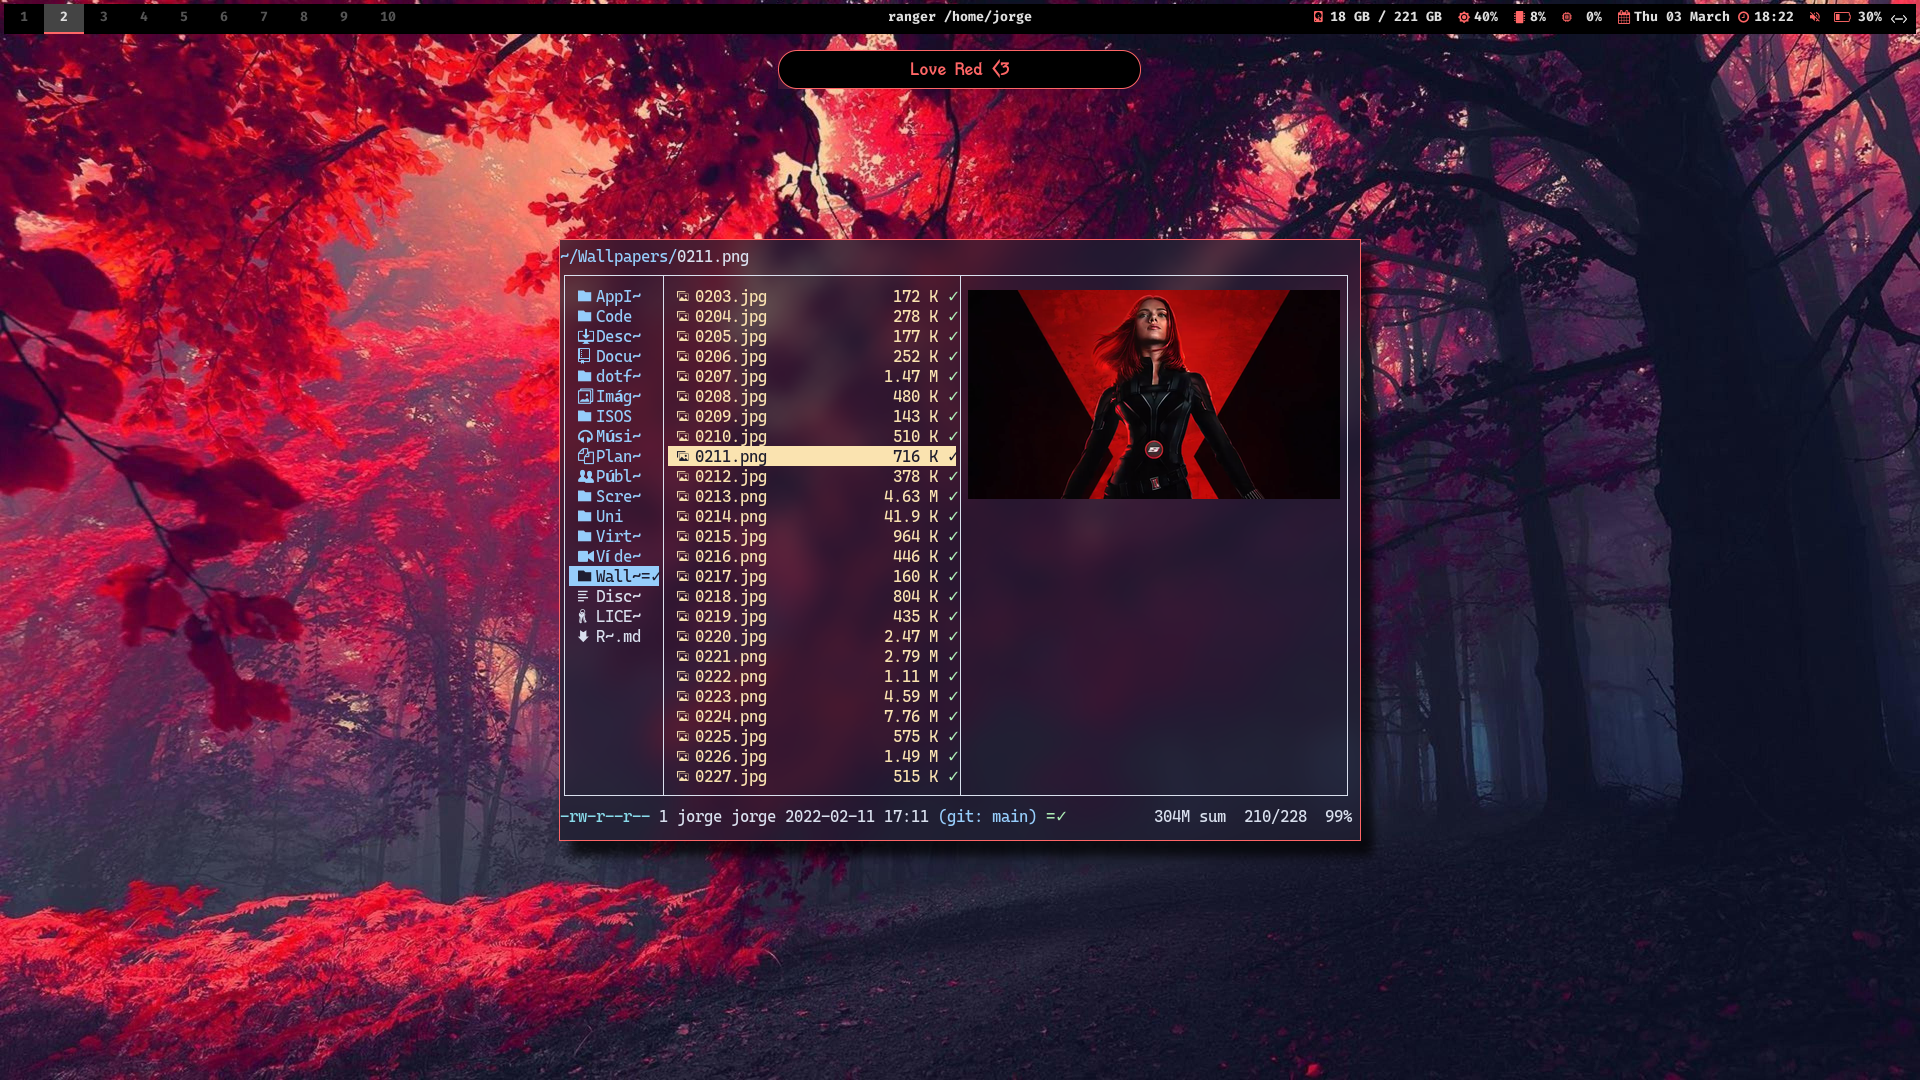 1 2 3 4 5 6 7 8 9 10 ranger /home/jorge 18 GB / 221 GB 40% 8% 0% Thu 03 March 18:22 30%
Love Red <3
~/Wallpapers/0211.png
AppI~
Code
Desc~
Docu~
dotf~
Imág~
ISOS
Músi~
Plan~
Públ~
Scre~
Uni
Virt~
Víde~
Wall~=✓
Disc~
LICE~
R~.md
0203.jpg 172 K ✓
0204.jpg 278 K ✓
0205.jpg 177 K ✓
0206.jpg 252 K ✓
0207.jpg 1.47 M ✓
0208.jpg 480 K ✓
0209.jpg 143 K ✓
0210.jpg 510 K ✓
0211.png 716 K ✓
0212.jpg 378 K ✓
0213.png 4.63 M ✓
0214.png 41.9 K ✓
0215.jpg 964 K ✓
0216.png 446 K ✓
0217.jpg 160 K ✓
0218.jpg 804 K ✓
0219.jpg 435 K ✓
0220.jpg 2.47 M ✓
0221.png 2.79 M ✓
0222.png 1.11 M ✓
0223.png 4.59 M ✓
0224.png 7.76 M ✓
0225.jpg 575 K ✓
0226.jpg 1.49 M ✓
0227.jpg 515 K ✓
-rw-r--r-- 1 jorge jorge 2022-02-11 17:11 (git: main) =✓ 304M sum 210/228 99%